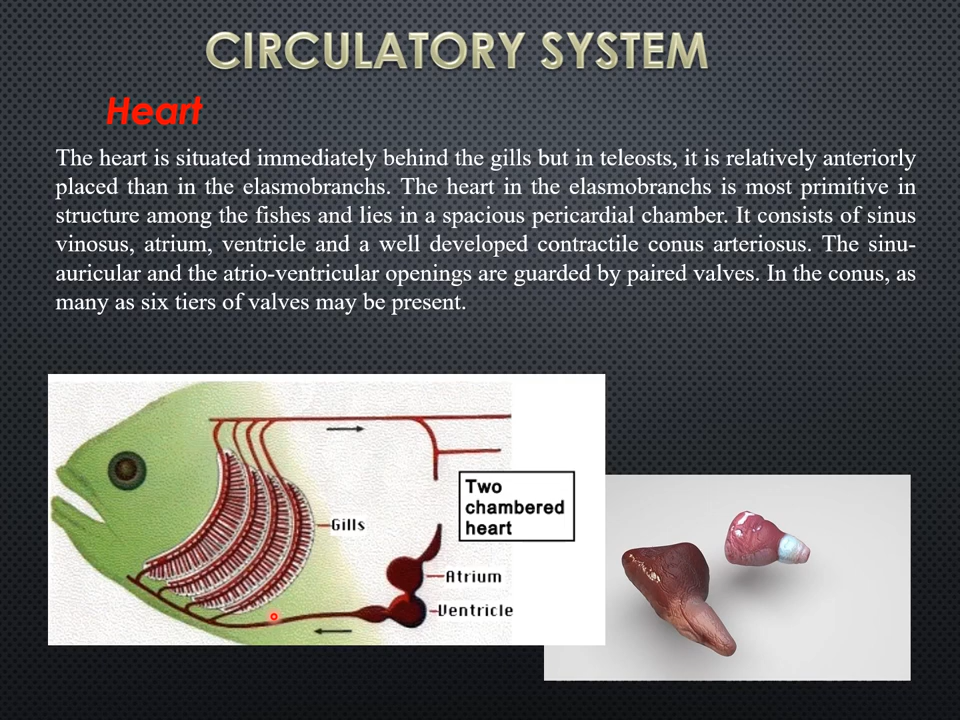 CIRCULATORY SYSTEM
Heart
The heart is situated immediately behind the gills but in teleosts, it is relatively anteriorly
placed than in the elasmobranchs. The heart in the elasmobranchs is most primitive in
structure among the fishes and lies in a spacious pericardial chamber. It consists of sinus
vinosus, atrium, ventricle and a well developed contractile conus arteriosus. The sinu-
auricular and the atrio-ventricular openings are guarded by paired valves. In the conus, as
many as six tiers of valves may be present.
Two
chambered
heart
Gills
Atrium
Ventricle